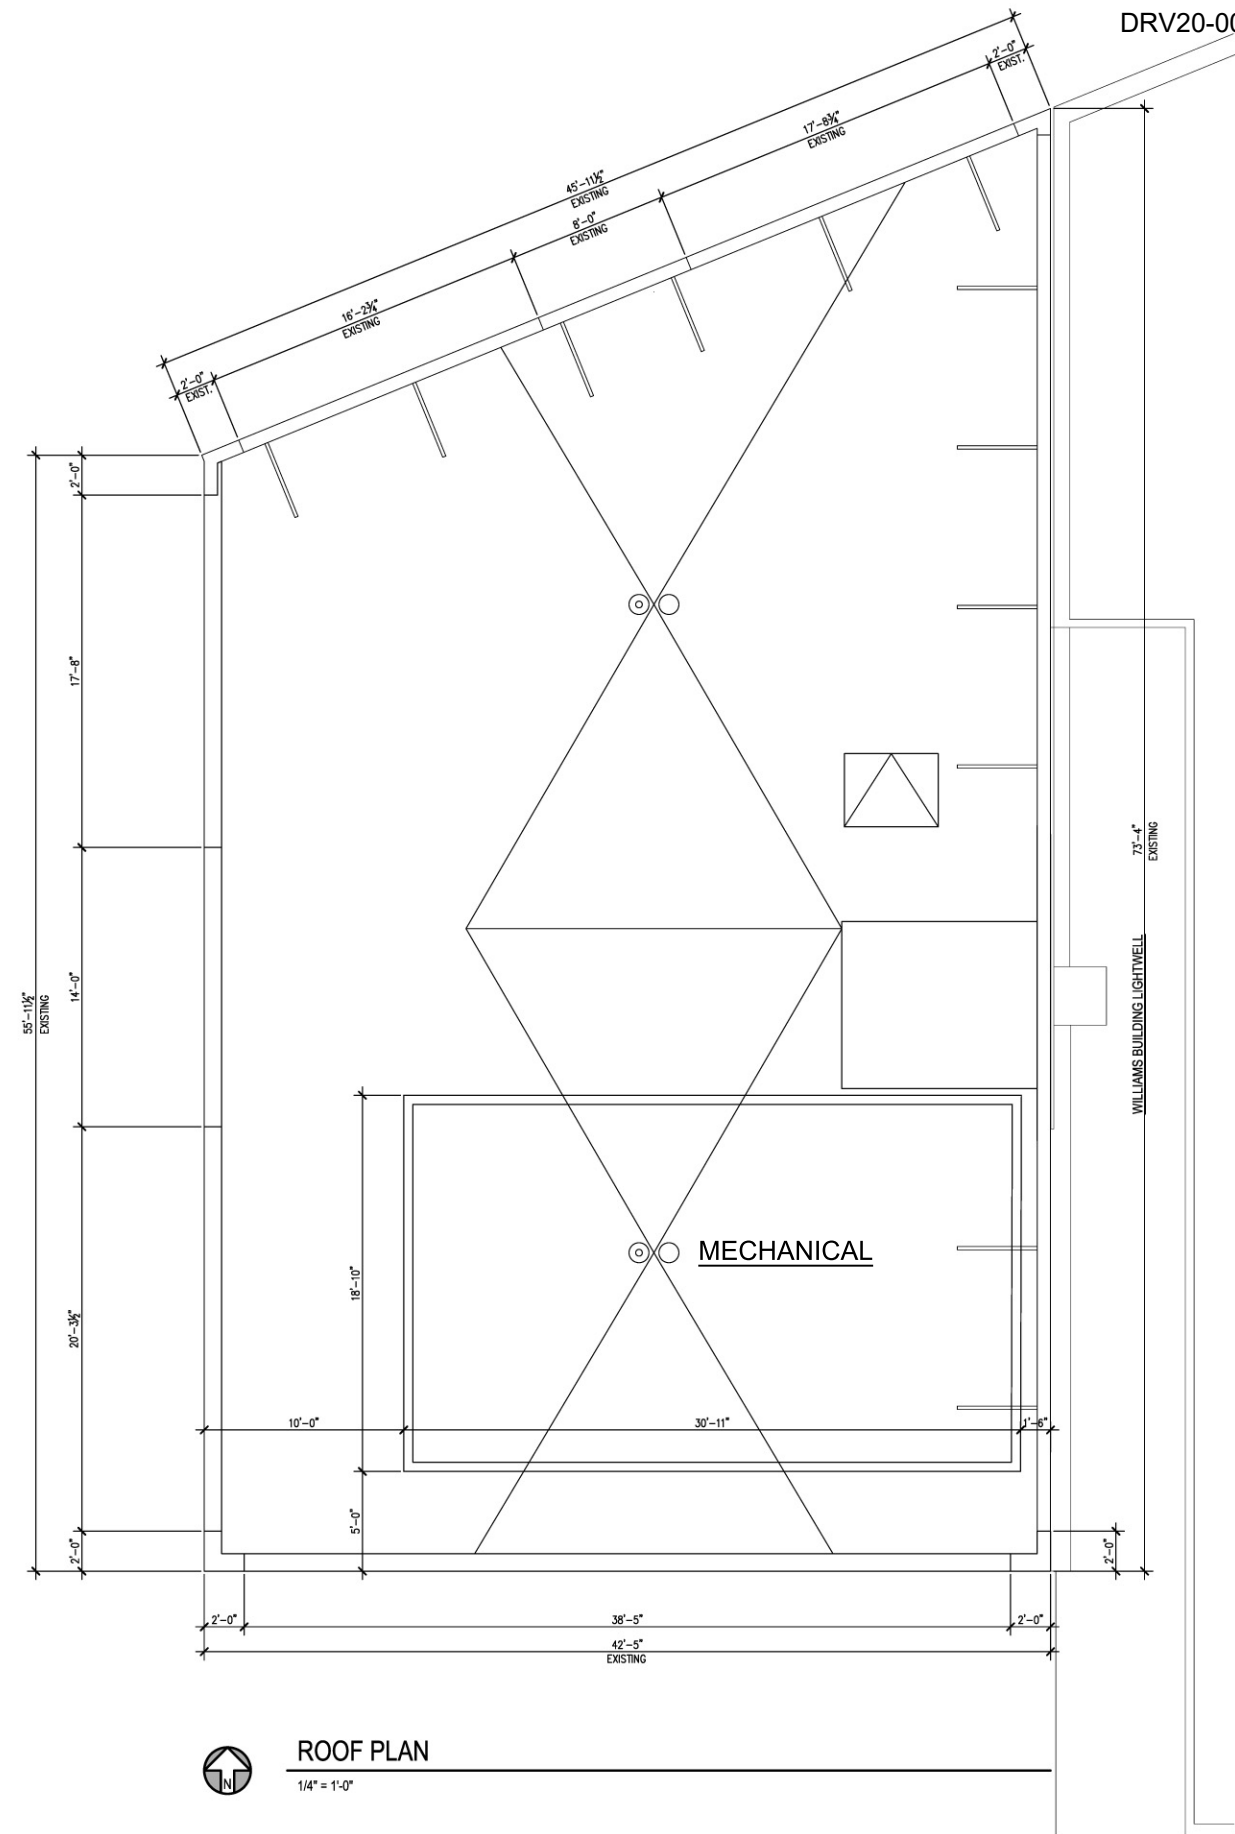 DRV20-00
2'-0"
EXIST.
17'-8¾"
EXISTING
45'-11½"
EXISTING
8'-0"
EXISTING
16'-2¾"
EXISTING
2'-0"
EXIST.
2'-0"
17'-8"
73'-4"
EXISTING
WILLIAMS BUILDING LIGHTWELL
14'-0"
55'-11½"
EXISTING
MECHANICAL
18'-10"
20'-3½"
10'-0"
30'-11"
1'-6"
5'-0"
2'-0"
2'-0"
2'-0"
38'-5"
2'-0"
42'-5"
EXISTING
ROOF PLAN
N
1/4" = 1'-0"